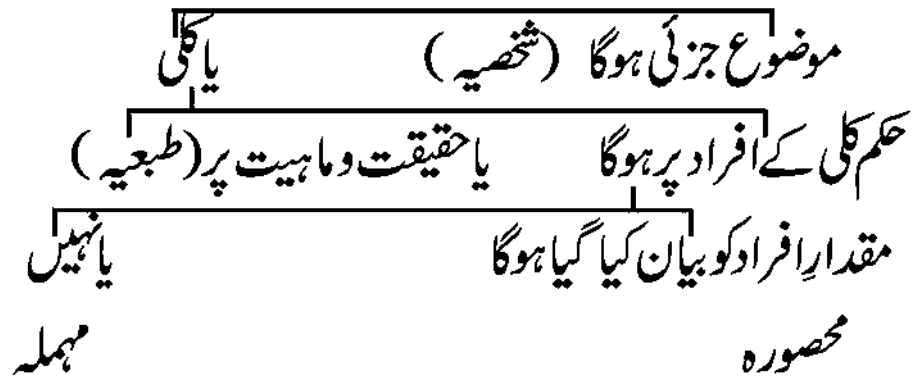 موضوع جزئی ہوگا (شخصیہ) یا کلی
حکم کلی کے افراد پر ہوگا یا حقیقت و ماہیت پر (طبعیہ)
مقدارِ افراد کو بیان کیا گیا ہوگا یا نہیں
محصورہ مہملہ